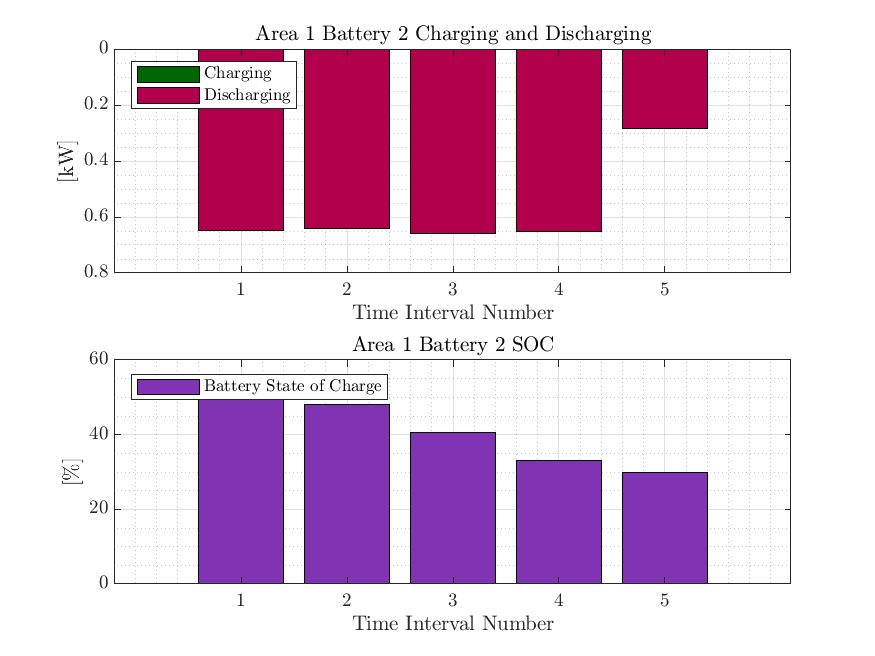 Area 1 Battery 2 Charging and Discharging
0
0.2
0.4
0.6
0.8
[kW]
Charging
Discharging
1 2 3 4 5
Time Interval Number
Area 1 Battery 2 SOC
60
40
20
0
[%]
Battery State of Charge
1 2 3 4 5
Time Interval Number